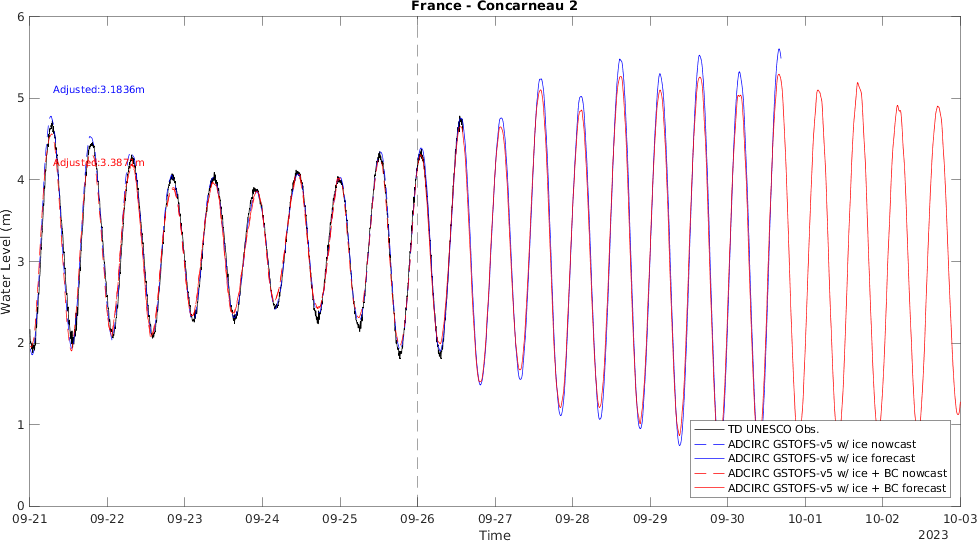 France - Concarneau 2
Water Level (m)
6
5
4
3
2
1
0
Adjusted:3.1836m
TD UNESCO Obs.
ADCIRC GSTOFS-v5 w/ ice nowcast
ADCIRC GSTOFS-v5 w/ ice forecast
ADCIRC GSTOFS-v5 w/ ice + BC nowcast
ADCIRC GSTOFS-v5 w/ ice + BC forecast
09-21 09-22 09-23 09-24 09-25 09-26 09-27 09-28 09-29 09-30 10-01 10-02 10-03
Time
2023